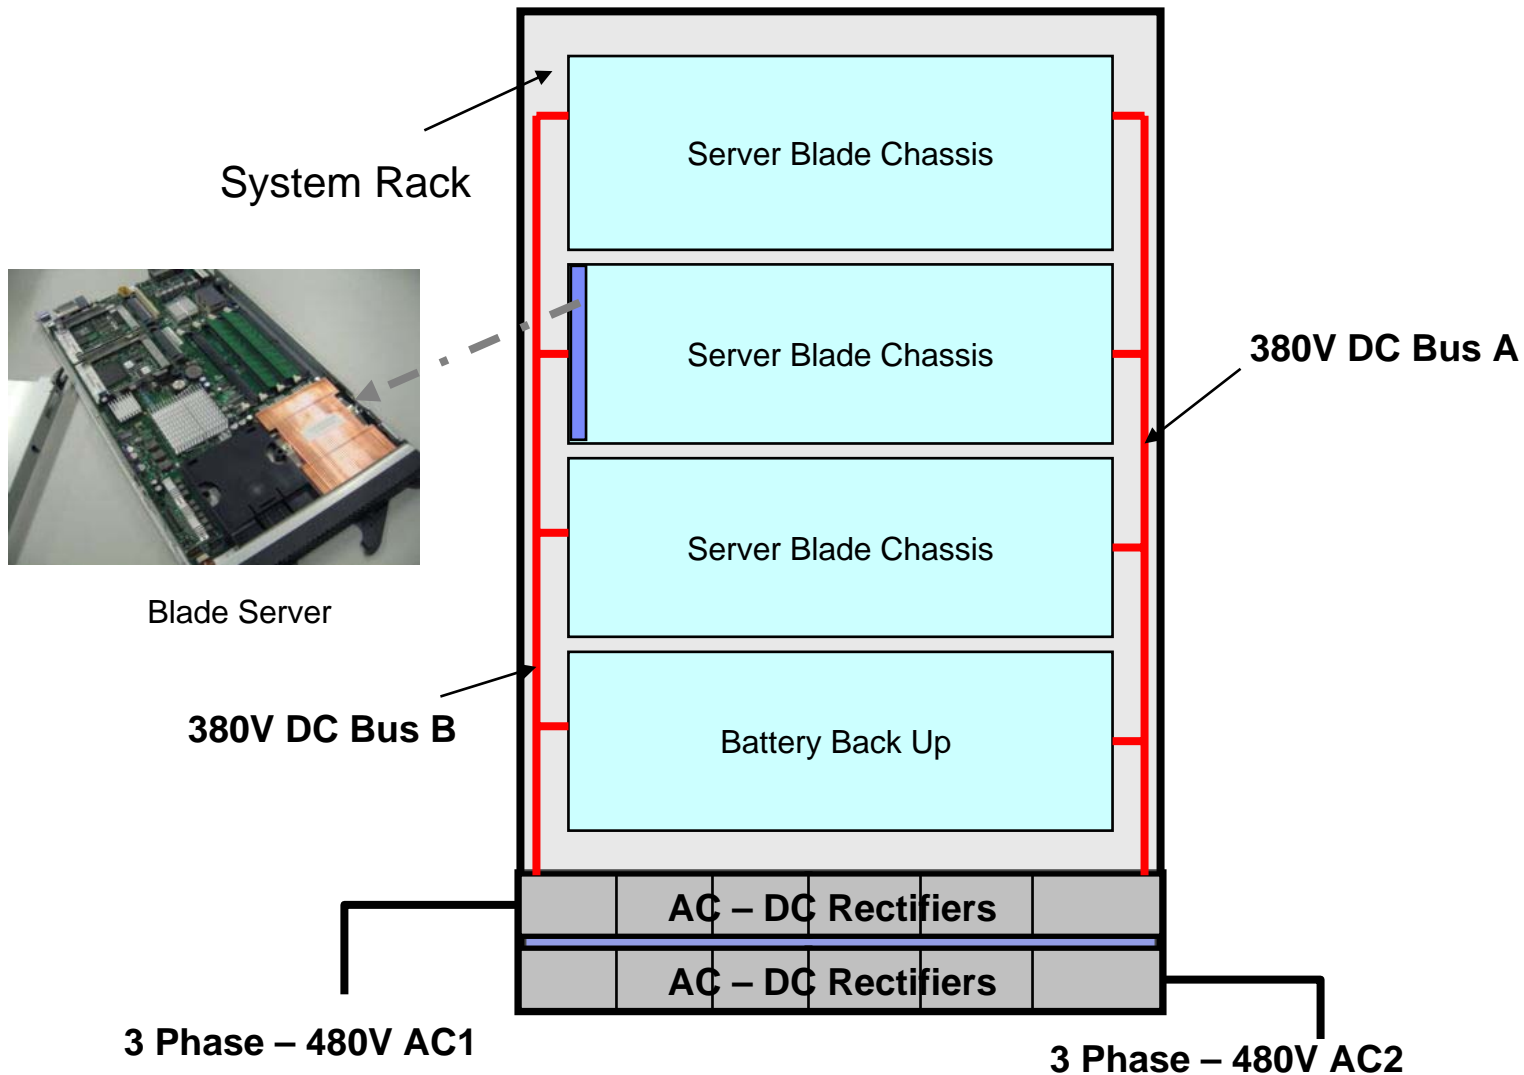 Server Blade Chassis
System Rack
Server Blade Chassis
380V DC Bus A
Server Blade Chassis
Blade Server
380V DC Bus B
Battery Back Up
AC – DC Rectifiers
AC – DC Rectifiers
3 Phase – 480V AC1
3 Phase – 480V AC2